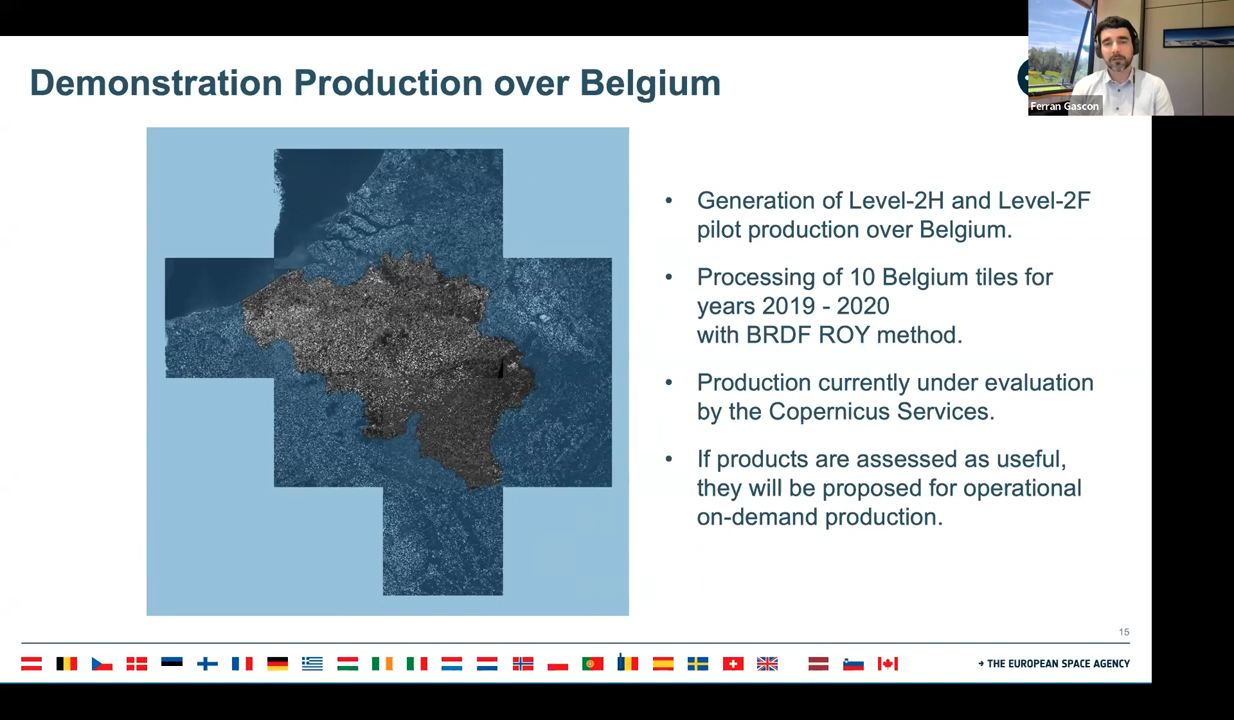 Demonstration Production over Belgium
Ferran Gascon
• Generation of Level-2H and Level-2F
pilot production over Belgium.
• Processing of 10 Belgium tiles for
years 2019 - 2020
with BRDF ROY method.
• Production currently under evaluation
by the Copernicus Services.
• If products are assessed as useful,
they will be proposed for operational
on-demand production.
15
→ THE EUROPEAN SPACE AGENCY